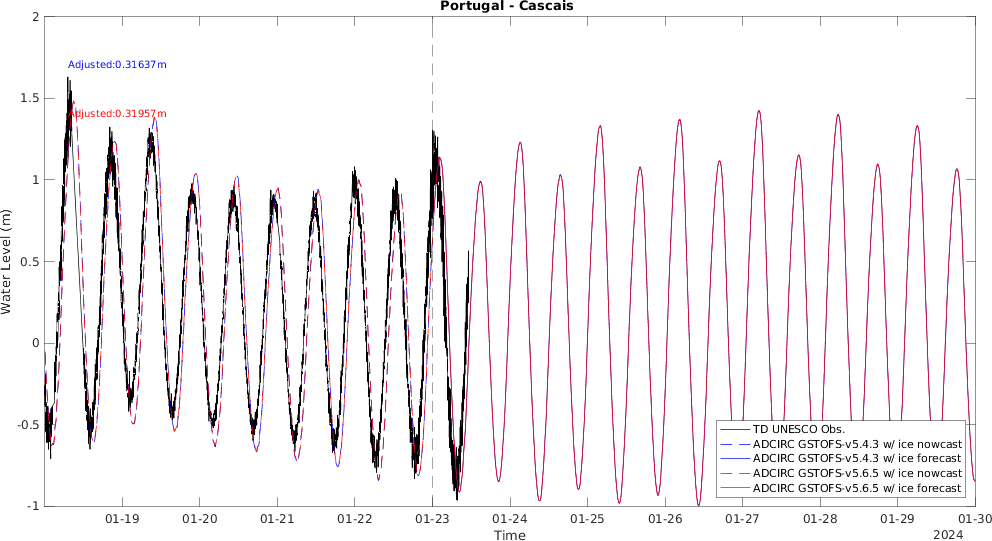 Portugal - Cascais
2
1.5
1
0.5
0
-0.5
-1
Water Level (m)
Adjusted:0.31637m
Adjusted:0.31957m
TD UNESCO Obs.
ADCIRC GSTOFS-v5.4.3 w/ ice nowcast
ADCIRC GSTOFS-v5.4.3 w/ ice forecast
ADCIRC GSTOFS-v5.6.5 w/ ice nowcast
ADCIRC GSTOFS-v5.6.5 w/ ice forecast
01-19 01-20 01-21 01-22 01-23 01-24 01-25 01-26 01-27 01-28 01-29 01-30
Time
2024